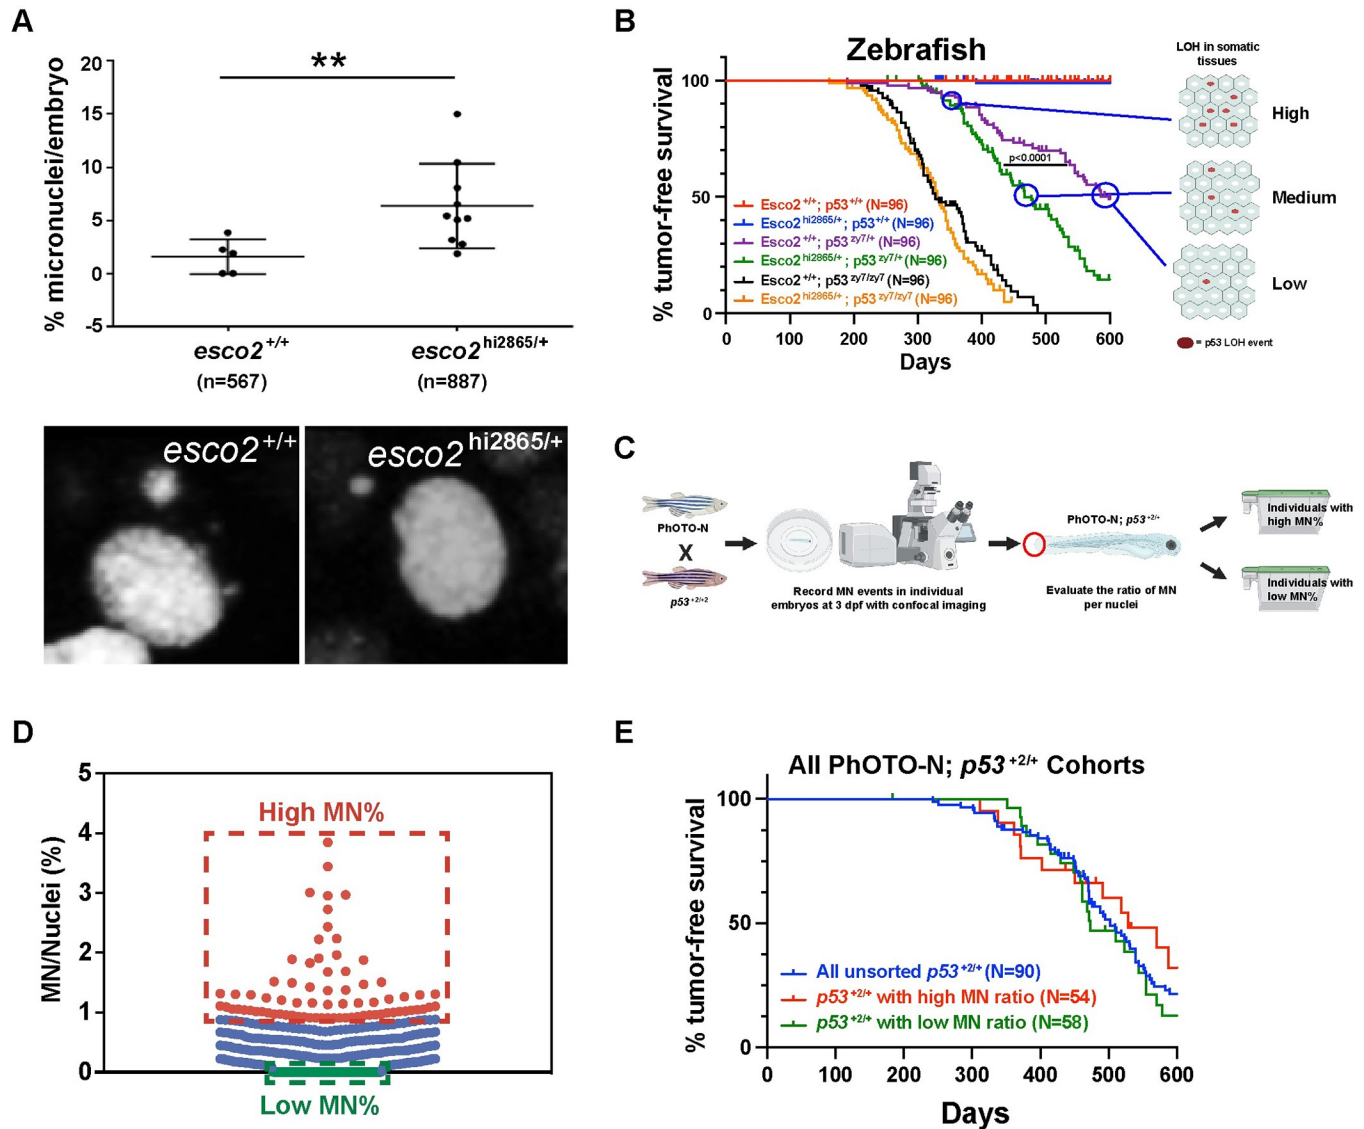 A
% micronuclei/embryo
20
15
10
5
0
-5
**
esco2+/+
(n=567)
esco2hi2865/+
(n=887)
esco2+/+
esco2hi2865/+
B
Zebrafish
% tumor-free survival
100
50
0
p<0.0001
Esco2+/+; p53+/+ (N=96)
Esco2hi2865/+; p53+/+ (N=96)
Esco2+/+; p53zy7/+ (N=96)
Esco2hi2865/+; p53zy7/+ (N=96)
Esco2+/+; p53zy7/zy7 (N=96)
Esco2hi2865/+; p53zy7/zy7 (N=96)
0 100 200 300 400 500 600
Days
LOH in somatic
tissues
High
Medium
Low
= p53 LOH event
C
PhOTO-N
X
p53+2/+2
Record MN events in individual
embryos at 3 dpf with confocal imaging
PhOTO-N; p53+2/+
Evaluate the ratio of MN
per nuclei
Individuals with
high MN%
Individuals with
low MN%
D
MN/Nuclei (%)
5
4
3
2
1
0
High MN%
Low MN%
E
All PhOTO-N; p53+2/+ Cohorts
% tumor-free survival
100
50
0
All unsorted p53+2/+ (N=90)
p53+2/+ with high MN ratio (N=54)
p53+2/+ with low MN ratio (N=58)
0 100 200 300 400 500 600
Days